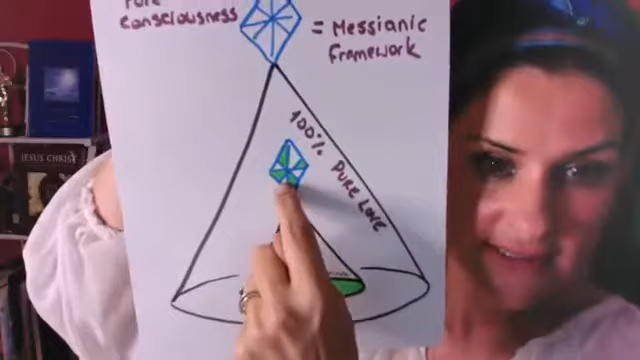 Pure
consciousness
= Messianic
Framework
100% PURE LOVE
JESUS CHRIST